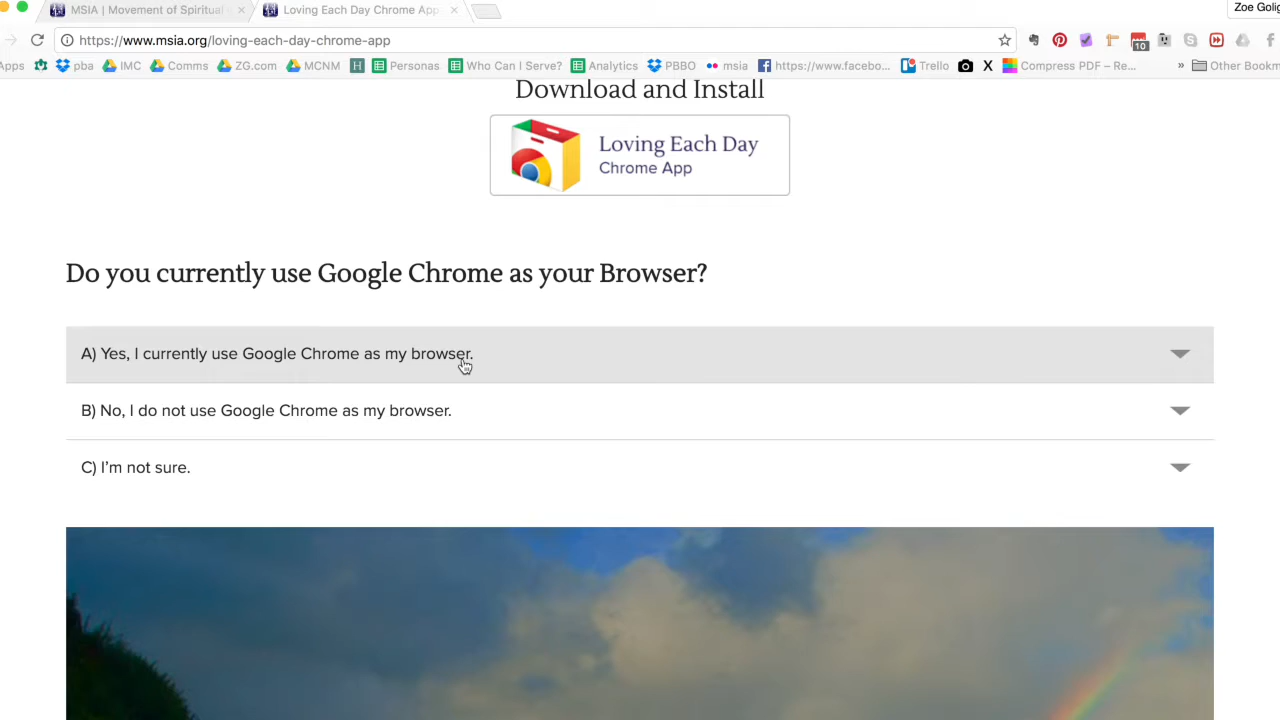 MSIA | Movement of Spiritual
Loving Each Day Chrome App
Zoe Golig
https://www.msia.org/loving-each-day-chrome-app
10
Apps pba IMC Comms ZG.com MCNM H Personas Who Can I Serve? Analytics PBBO msia https://www.facebo... Trello X Compress PDF – Re... » Other Bookm
Download and Install
Loving Each Day
Chrome App
Do you currently use Google Chrome as your Browser?
A) Yes, I currently use Google Chrome as my browser.
B) No, I do not use Google Chrome as my browser.
C) I'm not sure.